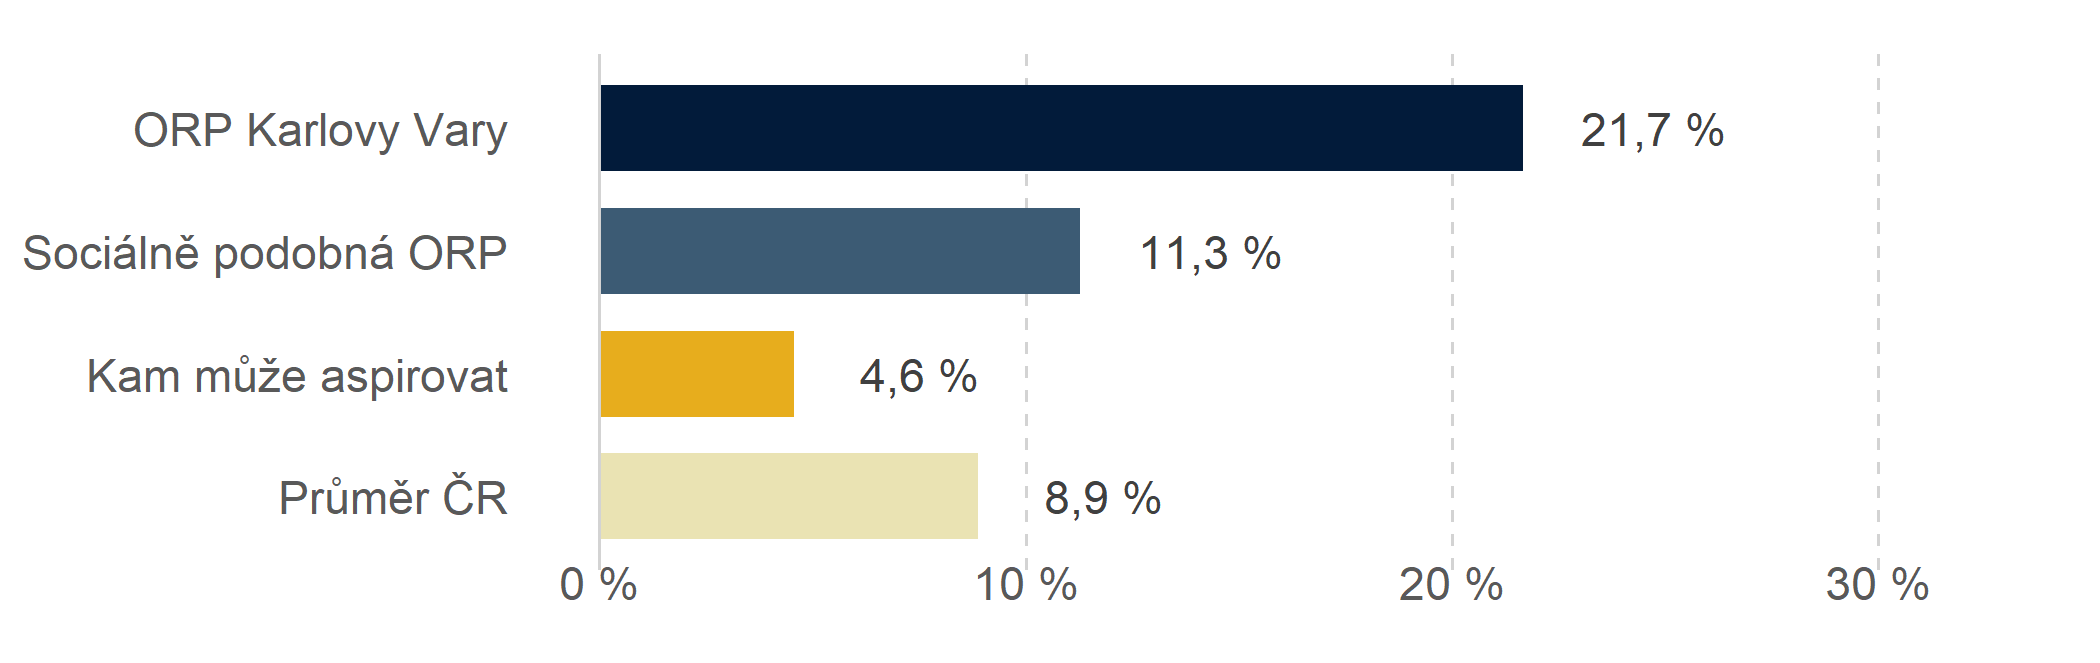 ORP Karlovy Vary 21,7 %
Sociálně podobná ORP 11,3 %
Kam může aspirovat 4,6 %
Průměr ČR 8,9 %
0 % 10 % 20 % 30 %